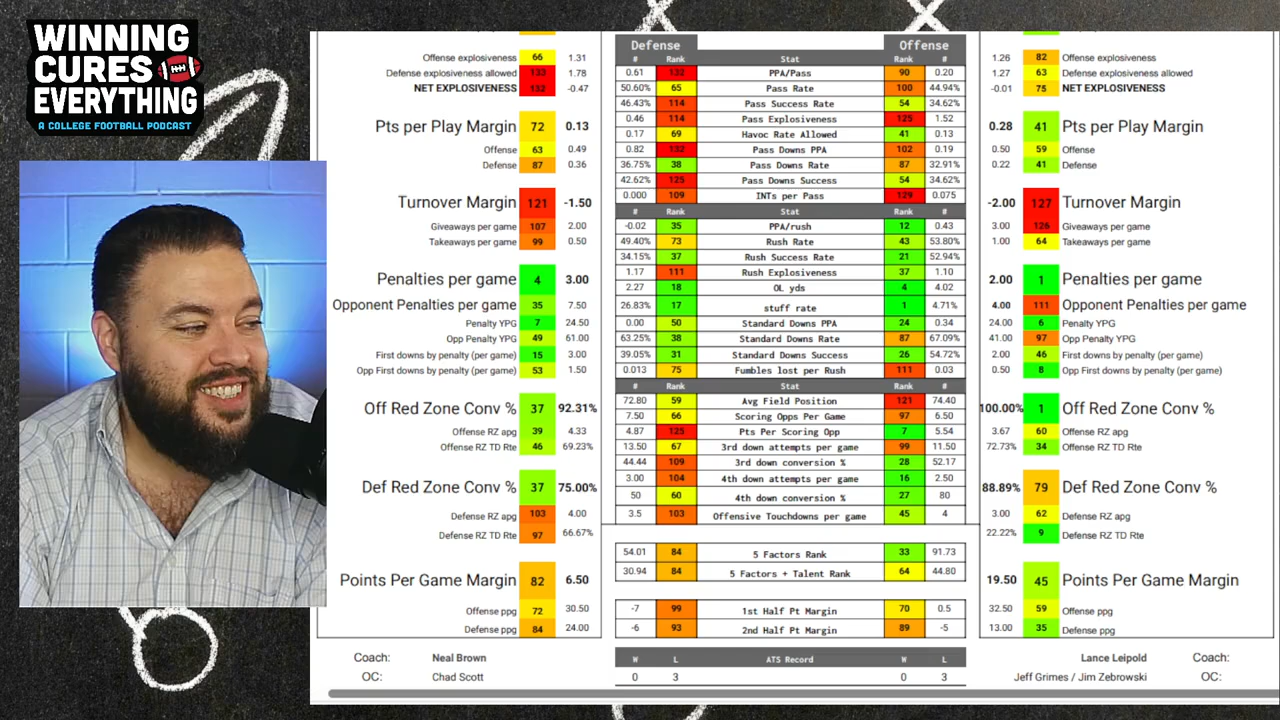 WINNING
CURES
EVERYTHING
A COLLEGE FOOTBALL PODCAST
Offense explosiveness 66 1.31
Defense explosiveness allowed 133 1.78
NET EXPLOSIVENESS 132 -0.47
Pts per Play Margin 72 0.13
Offense 63 0.49
Defense 87 0.36
Turnover Margin 121 -1.50
Giveaways per game 107 2.00
Takeaways per game 99 0.50
Penalties per game 4 3.00
Opponent Penalties per game 35 7.50
Penalty YPG 7 24.50
Opp Penalty YPG 49 61.00
First downs by penalty (per game) 15 3.00
Opp First downs by penalty (per game) 53 1.50
Off Red Zone Conv % 37 92.31%
Offense RZ apg 39 4.33
Offense RZ TD Rte 46 69.23%
Def Red Zone Conv % 37 75.00%
Defense RZ apg 103 4.00
Defense RZ TD Rte 97 66.67%
Points Per Game Margin 82 6.50
Offense ppg 72 30.50
Defense ppg 84 24.00
Coach: Neal Brown
OC: Chad Scott
Defense Offense
# Rank Stat Rank #
0.61 132 PPA/Pass 90 0.20
50.60% 65 Pass Rate 100 44.94%
46.43% 114 Pass Success Rate 54 34.62%
0.46 114 Pass Explosiveness 125 1.52
0.17 69 Havoc Rate Allowed 41 0.13
0.82 132 Pass Downs PPA 102 0.19
36.75% 38 Pass Downs Rate 87 32.91%
42.62% 125 Pass Downs Success 54 34.62%
0.000 109 INTs per Pass 129 0.075
# Rank Stat Rank #
-0.02 35 PPA/rush 12 0.43
49.40% 73 Rush Rate 43 53.80%
34.15% 37 Rush Success Rate 21 52.94%
1.17 111 Rush Explosiveness 37 1.10
2.27 18 OL yds 4 4.02
26.83% 17 stuff rate 1 4.71%
0.00 50 Standard Downs PPA 24 0.34
63.25% 38 Standard Downs Rate 87 67.09%
39.05% 31 Standard Downs Success 26 54.72%
0.013 75 Fumbles lost per Rush 111 0.03
# Rank Stat Rank #
72.80 59 Avg Field Position 121 74.40
7.50 66 Scoring Opps Per Game 97 6.50
4.87 125 Pts Per Scoring Opp 7 5.54
13.50 67 3rd down attempts per game 99 11.50
44.44 109 3rd down conversion % 28 52.17
3.00 104 4th down attempts per game 16 2.50
50 60 4th down conversion % 27 80
3.5 103 Offensive Touchdowns per game 45 4
54.01 84 5 Factors Rank 33 91.73
30.94 84 5 Factors + Talent Rank 64 44.80
-7 99 1st Half Pt Margin 70 0.5
-6 93 2nd Half Pt Margin 89 -5
W L ATS Record W L
0 3 0 3
1.26 82 Offense explosiveness
1.27 63 Defense explosiveness allowed
-0.01 75 NET EXPLOSIVENESS
0.28 41 Pts per Play Margin
0.50 59 Offense
0.22 41 Defense
-2.00 127 Turnover Margin
3.00 126 Giveaways per game
1.00 64 Takeaways per game
2.00 1 Penalties per game
4.00 111 Opponent Penalties per game
24.00 6 Penalty YPG
41.00 97 Opp Penalty YPG
2.00 46 First downs by penalty (per game)
0.50 8 Opp First downs by penalty (per game)
100.00% 1 Off Red Zone Conv %
3.67 60 Offense RZ apg
72.73% 34 Offense RZ TD Rte
88.89% 79 Def Red Zone Conv %
3.00 62 Defense RZ apg
22.22% 9 Defense RZ TD Rte
19.50 45 Points Per Game Margin
32.50 59 Offense ppg
13.00 35 Defense ppg
Lance Leipold Coach:
Jeff Grimes / Jim Zebrowski OC: